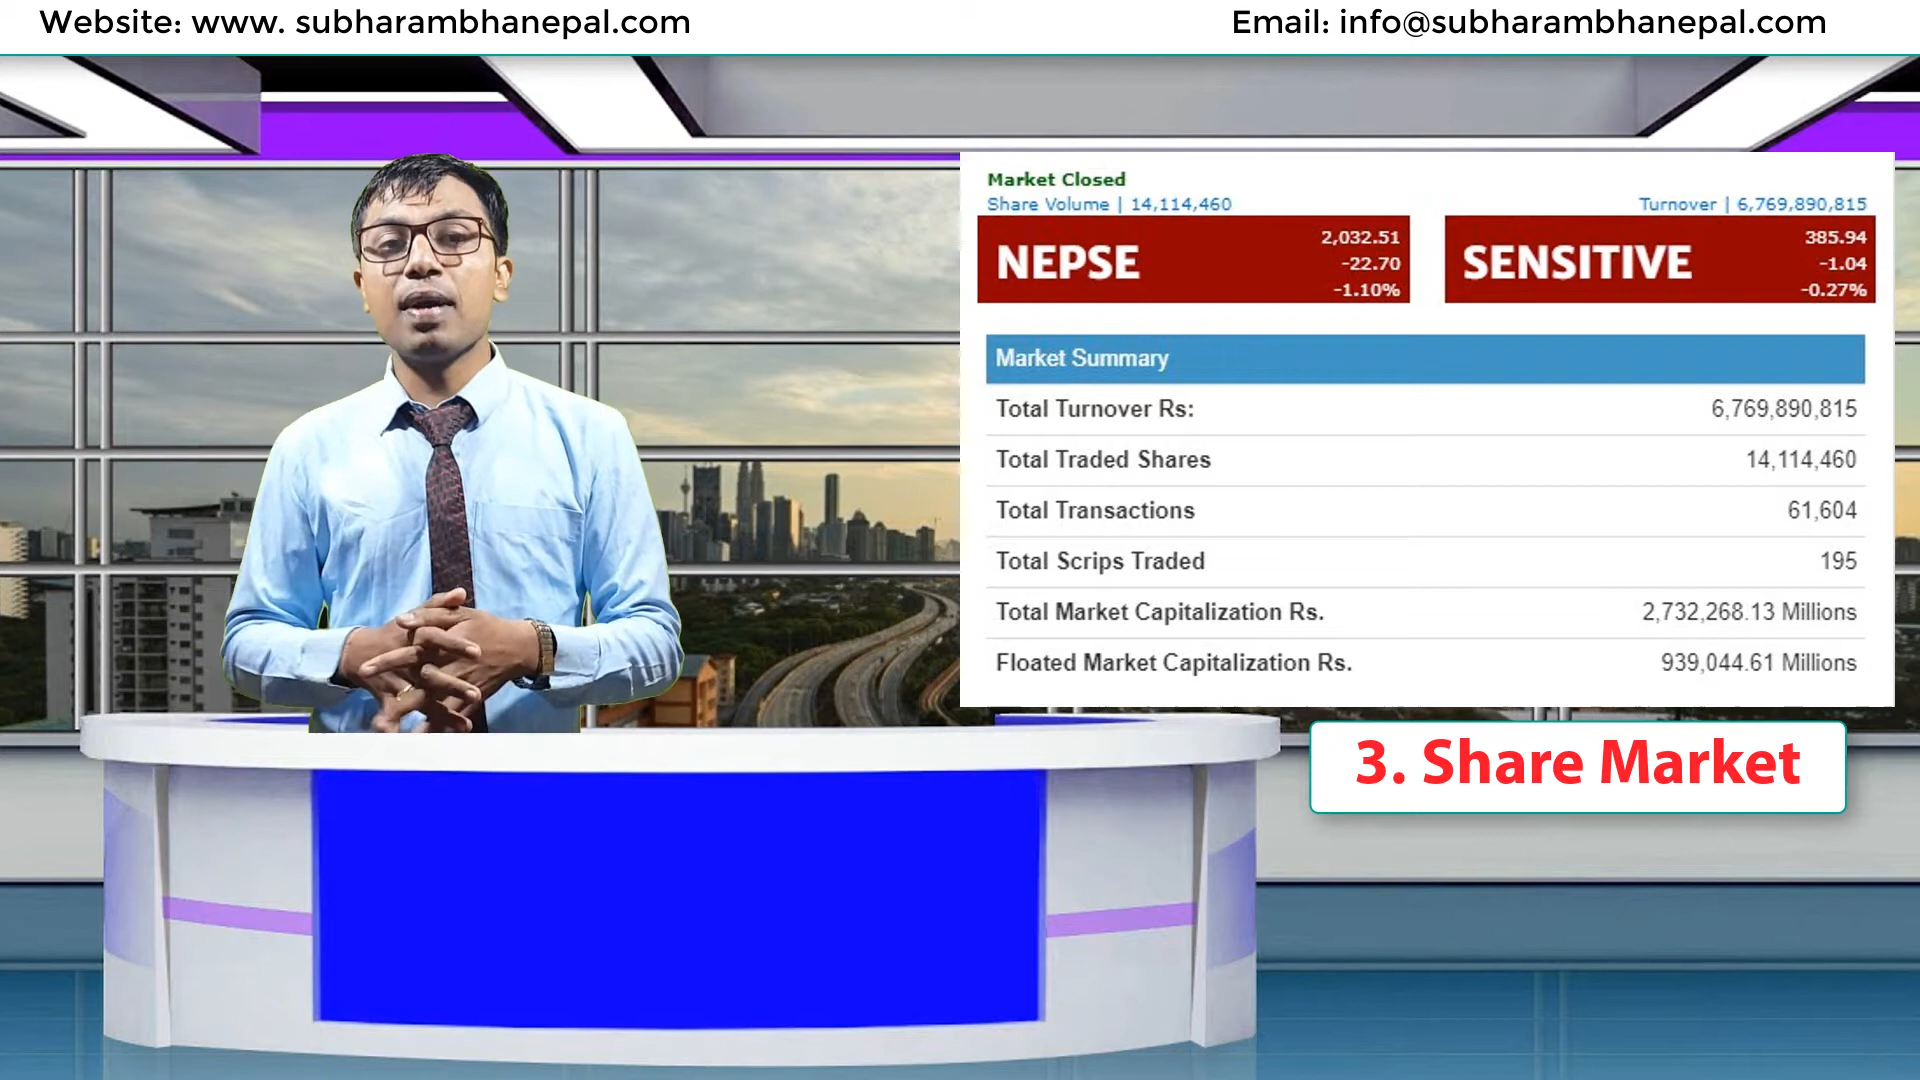 Website: www. subharambhanepal.com
Email: info@subharambhanepal.com
Market Closed
Share Volume | 14,114,460
Turnover | 6,769,890,815
NEPSE
2,032.51
-22.70
-1.10%
SENSITIVE
385.94
-1.04
-0.27%
Market Summary
Total Turnover Rs: 6,769,890,815
Total Traded Shares 14,114,460
Total Transactions 61,604
Total Scrips Traded 195
Total Market Capitalization Rs. 2,732,268.13 Millions
Floated Market Capitalization Rs. 939,044.61 Millions
3. Share Market